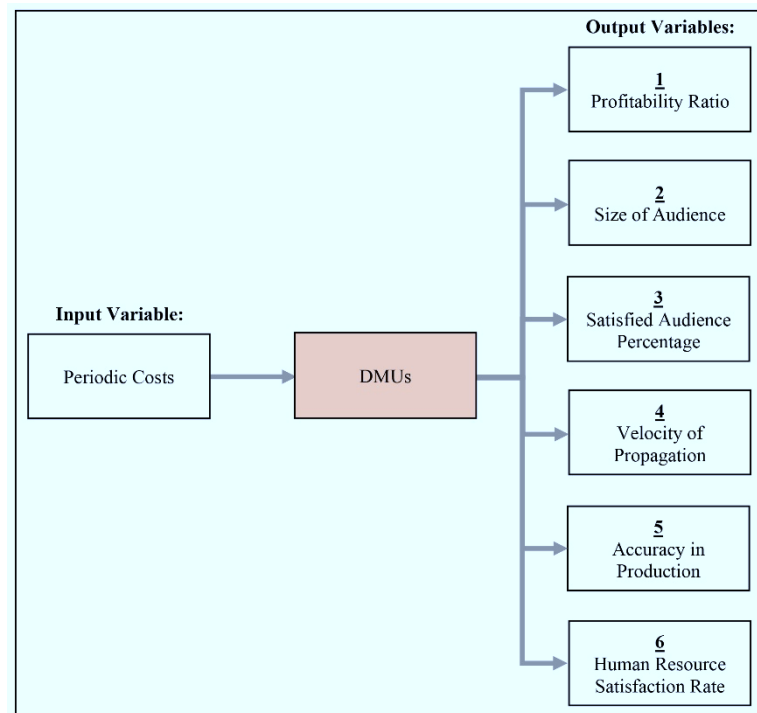 Output Variables:
1
Profitability Ratio
2
Size of Audience
3
Satisfied Audience
Percentage
Input Variable:
Periodic Costs
DMUs
4
Velocity of
Propagation
5
Accuracy in
Production
6
Human Resource
Satisfaction Rate